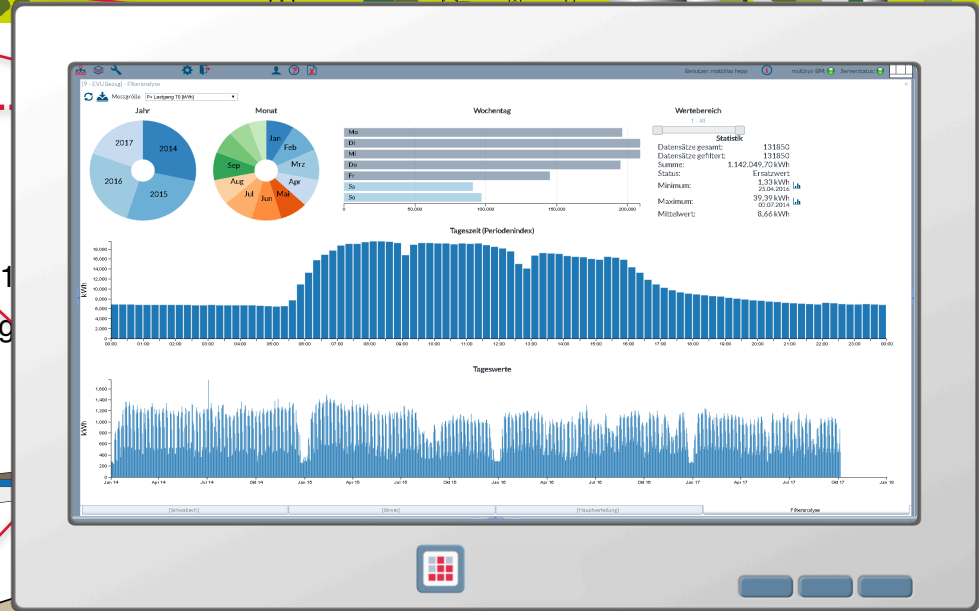 Genutzer: matthias hepp
mobisys-BM:
Serverstatus:
[9 - EVU Bezug] - Filteranalyse
Messgröße
P+ Lastgang T0 [kWh]
Jahr
2014
2015
2016
2017
Monat
Jan
Feb
Mrz
Apr
Mai
Jun
Jul
Aug
Sep
Wochentag
Mo
Di
Mi
Do
Fr
Sa
So
0 50,000 100,000 150,000 200,000
Wertebereich
1 - 40
Statistik
Datensätze gesamt: 131850
Datensätze gefiltert: 131850
Summe: 1.142.049,70 kWh
Status: Ersatzwert
Minimum: 1,33 kWh
25.04.2016
Maximum: 39,39 kWh
02.07.2014
Mittelwert: 8,66 kWh
Tageszeit (Periodenindex)
kWh
18,000
16,000
14,000
12,000
10,000
8,000
6,000
4,000
2,000
0
00:00 01:00 02:00 03:00 04:00 05:00 06:00 07:00 08:00 09:00 10:00 11:00 12:00 13:00 14:00 15:00 16:00 17:00 18:00 19:00 20:00 21:00 22:00 23:00 00:00
Tageswerte
kWh
1,600
1,400
1,200
1,000
800
600
400
200
0
Jan 14 Apr 14 Jul 14 Okt 14 Jan 15 Apr 15 Jul 15 Okt 15 Jan 16 Apr 16 Jul 16 Okt 16 Jan 17 Apr 17 Jul 17 Okt 17 Jan 18
[Schwabach]
[Strom]
[Hauptverteilung]
Filteranalyse
1
g